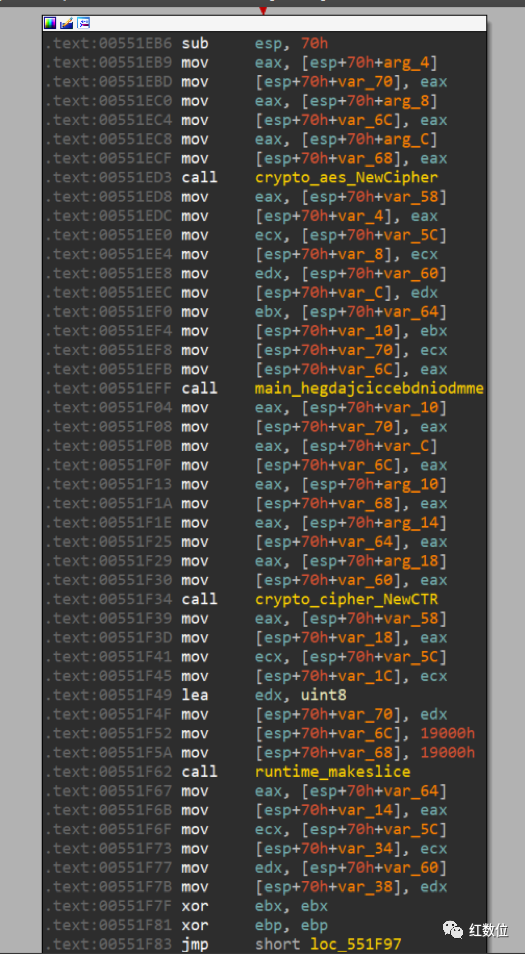 .text:00551EB6 sub esp, 70h
.text:00551EB9 mov eax, [esp+70h+arg_4]
.text:00551EBD mov [esp+70h+var_70], eax
.text:00551EC0 mov eax, [esp+70h+arg_8]
.text:00551EC4 mov [esp+70h+var_6C], eax
.text:00551EC8 mov eax, [esp+70h+arg_C]
.text:00551ECF mov [esp+70h+var_68], eax
.text:00551ED3 call crypto_aes_NewCipher
.text:00551ED8 mov eax, [esp+70h+var_58]
.text:00551EDC mov [esp+70h+var_4], eax
.text:00551EE0 mov ecx, [esp+70h+var_5C]
.text:00551EE4 mov [esp+70h+var_8], ecx
.text:00551EE8 mov edx, [esp+70h+var_60]
.text:00551EEC mov [esp+70h+var_C], edx
.text:00551EF0 mov ebx, [esp+70h+var_64]
.text:00551EF4 mov [esp+70h+var_10], ebx
.text:00551EF8 mov [esp+70h+var_70], ecx
.text:00551EFB mov [esp+70h+var_6C], eax
.text:00551EFF call main_hegdajciccebdniodmme
.text:00551F04 mov eax, [esp+70h+var_10]
.text:00551F08 mov [esp+70h+var_70], eax
.text:00551F0B mov eax, [esp+70h+var_C]
.text:00551F0F mov [esp+70h+var_6C], eax
.text:00551F13 mov eax, [esp+70h+arg_10]
.text:00551F1A mov [esp+70h+var_68], eax
.text:00551F1E mov eax, [esp+70h+arg_14]
.text:00551F25 mov [esp+70h+var_64], eax
.text:00551F29 mov eax, [esp+70h+arg_18]
.text:00551F30 mov [esp+70h+var_60], eax
.text:00551F34 call crypto_cipher_NewCTR
.text:00551F39 mov eax, [esp+70h+var_58]
.text:00551F3D mov [esp+70h+var_18], eax
.text:00551F41 mov ecx, [esp+70h+var_5C]
.text:00551F45 mov [esp+70h+var_1C], ecx
.text:00551F49 lea edx, uint8
.text:00551F4F mov [esp+70h+var_70], edx
.text:00551F52 mov [esp+70h+var_6C], 19000h
.text:00551F5A mov [esp+70h+var_68], 19000h
.text:00551F62 call runtime_makeslice
.text:00551F67 mov eax, [esp+70h+var_64]
.text:00551F6B mov [esp+70h+var_14], eax
.text:00551F6F mov ecx, [esp+70h+var_5C]
.text:00551F73 mov [esp+70h+var_34], ecx
.text:00551F77 mov edx, [esp+70h+var_60]
.text:00551F7B mov [esp+70h+var_38], edx
.text:00551F7F xor ebx, ebx
.text:00551F81 xor ebp, ebp
.text:00551F83 jmp short loc_551F97
红数位